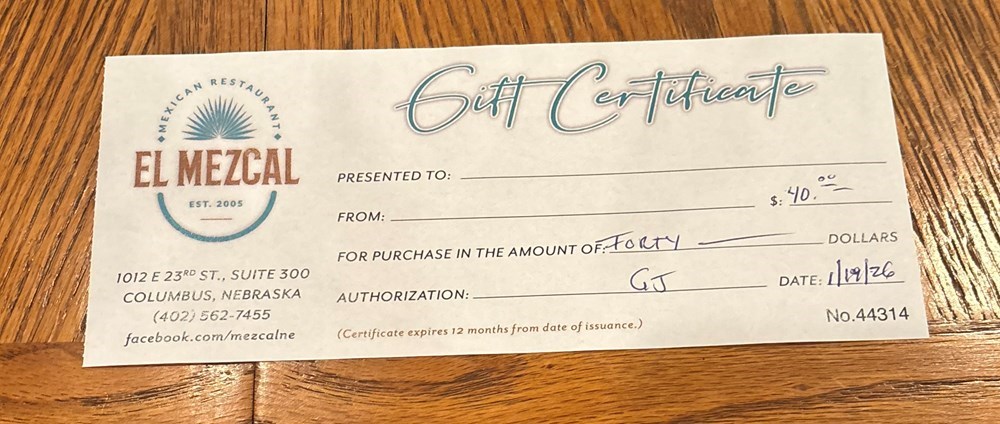 MEXICAN RESTAURANT
EL MEZCAL
EST. 2005
1012 E 23RD ST., SUITE 300
COLUMBUS, NEBRASKA
(402) 562-7455
facebook.com/mezcalne
Gift Certificate
PRESENTED TO:
$: 40.00
FROM:
FOR PURCHASE IN THE AMOUNT OF: FORTY DOLLARS
AUTHORIZATION: GJ DATE: 1/19/26
(Certificate expires 12 months from date of issuance.)
No.44314